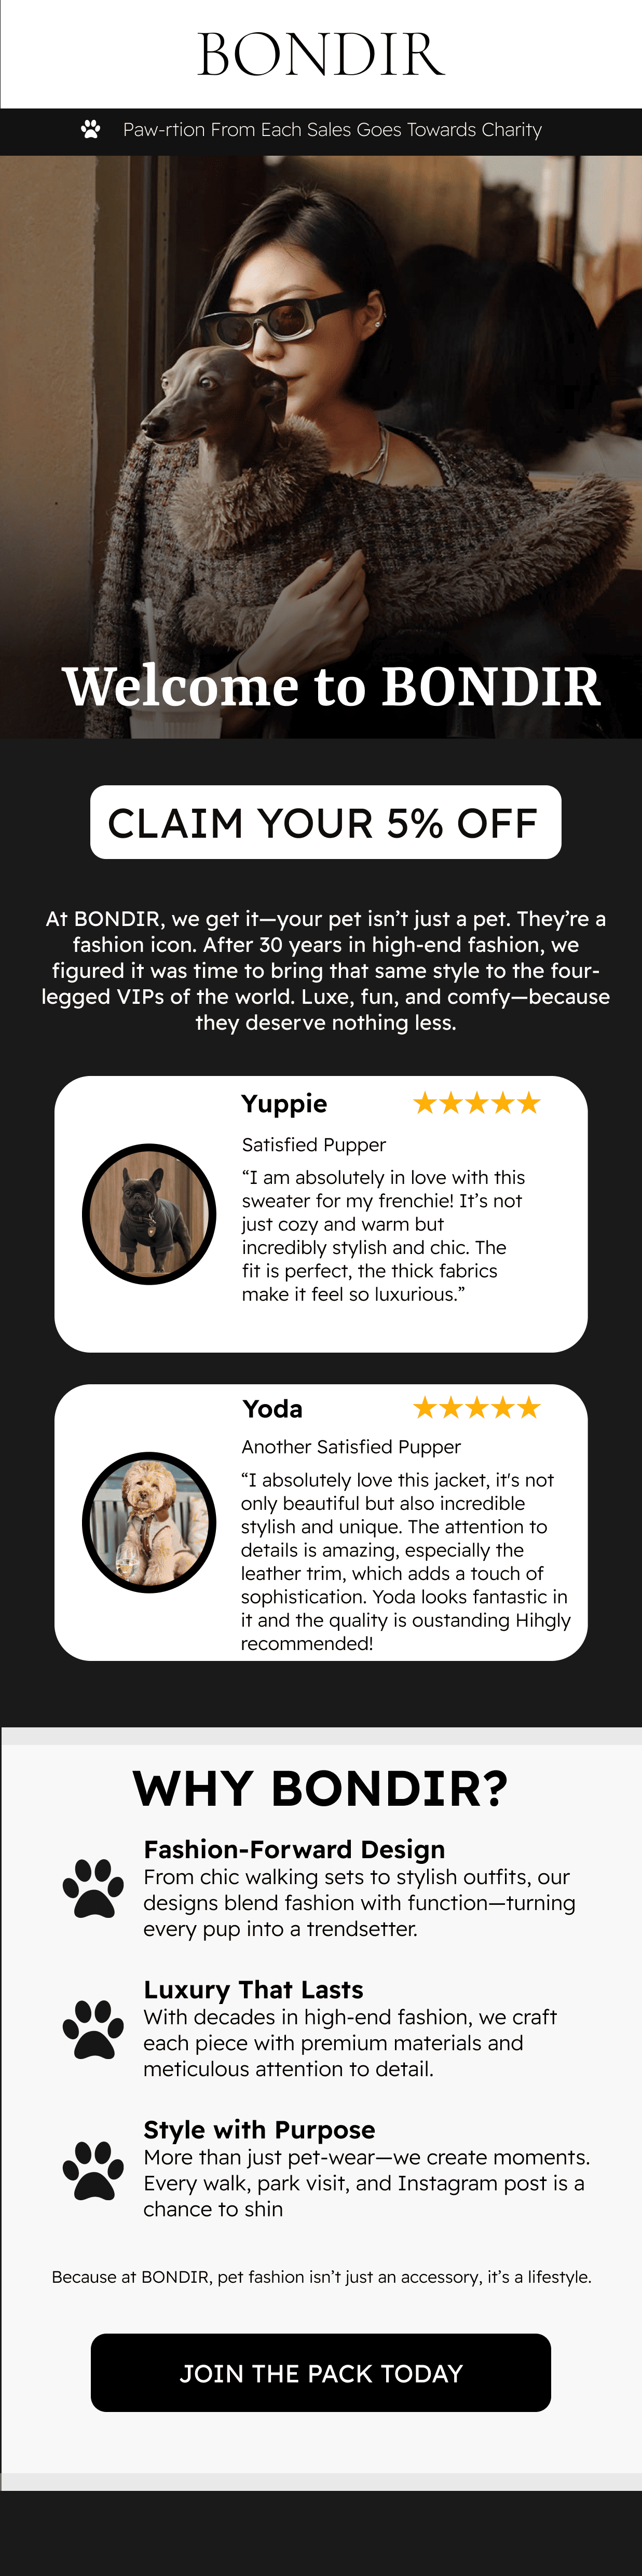 BONDIR
Paw-rtion From Each Sales Goes Towards Charity
Welcome to BONDIR
CLAIM YOUR 5% OFF
At BONDIR, we get it—your pet isn’t just a pet. They’re a
fashion icon. After 30 years in high-end fashion, we
figured it was time to bring that same style to the four-
legged VIPs of the world. Luxe, fun, and comfy—because
they deserve nothing less.
Yuppie
Satisfied Pupper
“I am absolutely in love with this
sweater for my frenchie! It’s not
just cozy and warm but
incredibly stylish and chic. The
fit is perfect, the thick fabrics
make it feel so luxurious.”
Yoda
Another Satisfied Pupper
“I absolutely love this jacket, it's not
only beautiful but also incredible
stylish and unique. The attention to
details is amazing, especially the
leather trim, which adds a touch of
sophistication. Yoda looks fantastic in
it and the quality is oustanding Hihgly
recommended!
WHY BONDIR?
Fashion-Forward Design
From chic walking sets to stylish outfits, our
designs blend fashion with function—turning
every pup into a trendsetter.
Luxury That Lasts
With decades in high-end fashion, we craft
each piece with premium materials and
meticulous attention to detail.
Style with Purpose
More than just pet-wear—we create moments.
Every walk, park visit, and Instagram post is a
chance to shin
Because at BONDIR, pet fashion isn’t just an accessory, it’s a lifestyle.
JOIN THE PACK TODAY